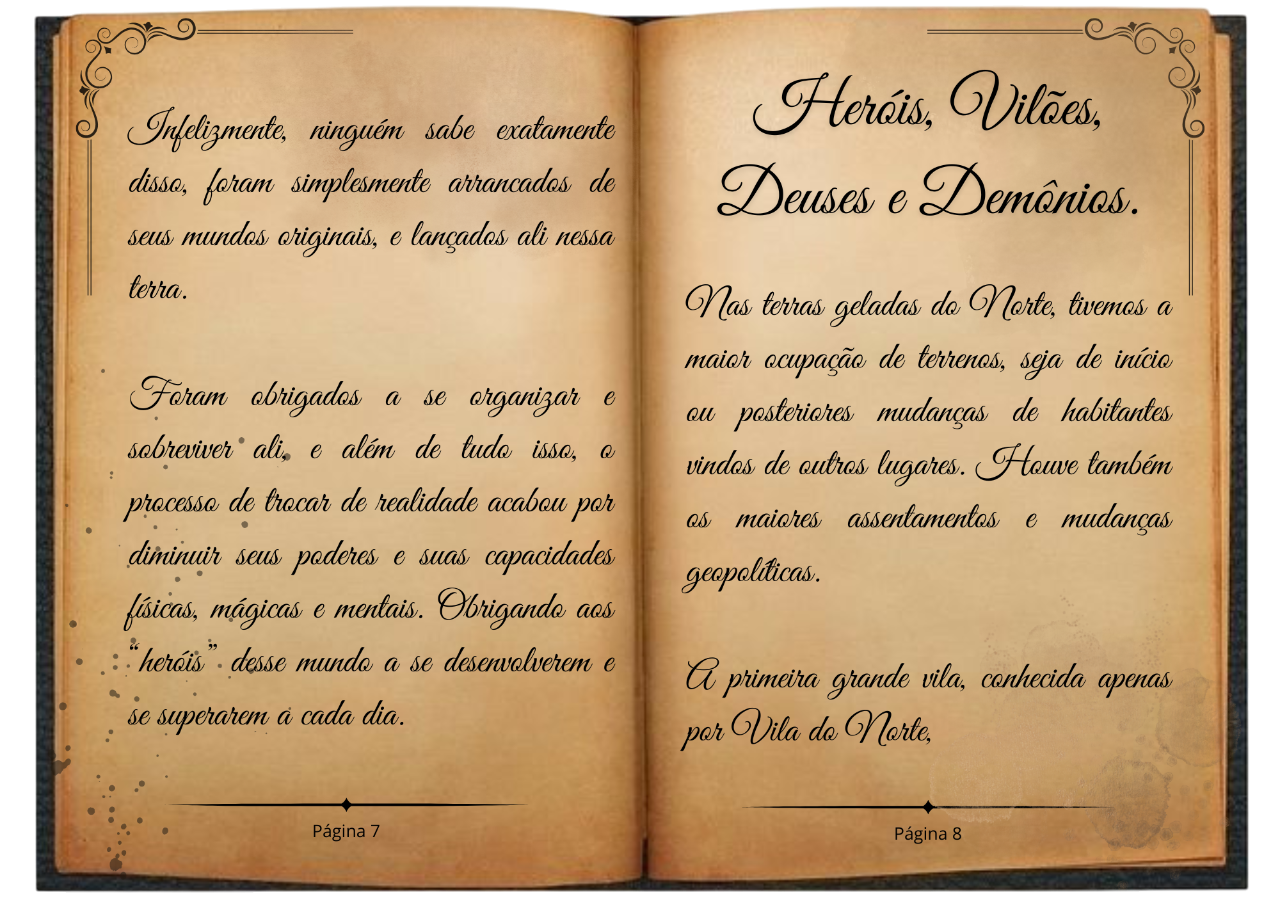 Infelizmente, ninguém sabe exatamente
disso, foram simplesmente arrancados de
seus mundos originais, e lançados ali nessa
terra.
Foram obrigados a se organizar e
sobreviver ali, e além de tudo isso, o
processo de trocar de realidade acabou por
diminuir seus poderes e suas capacidades
físicas, mágicas e mentais. Obrigando aos
“heróis” desse mundo a se desenvolverem e
se superarem a cada dia.
Página 7
Heróis, Vilões,
Deuses e Demônios.
Nas terras geladas do Norte, tivemos a
maior ocupação de terrenos, seja de início
ou posteriores mudanças de habitantes
vindos de outros lugares. Houve também
os maiores assentamentos e mudanças
geopolíticas.
A primeira grande vila, conhecida apenas
por Vila do Norte,
Página 8